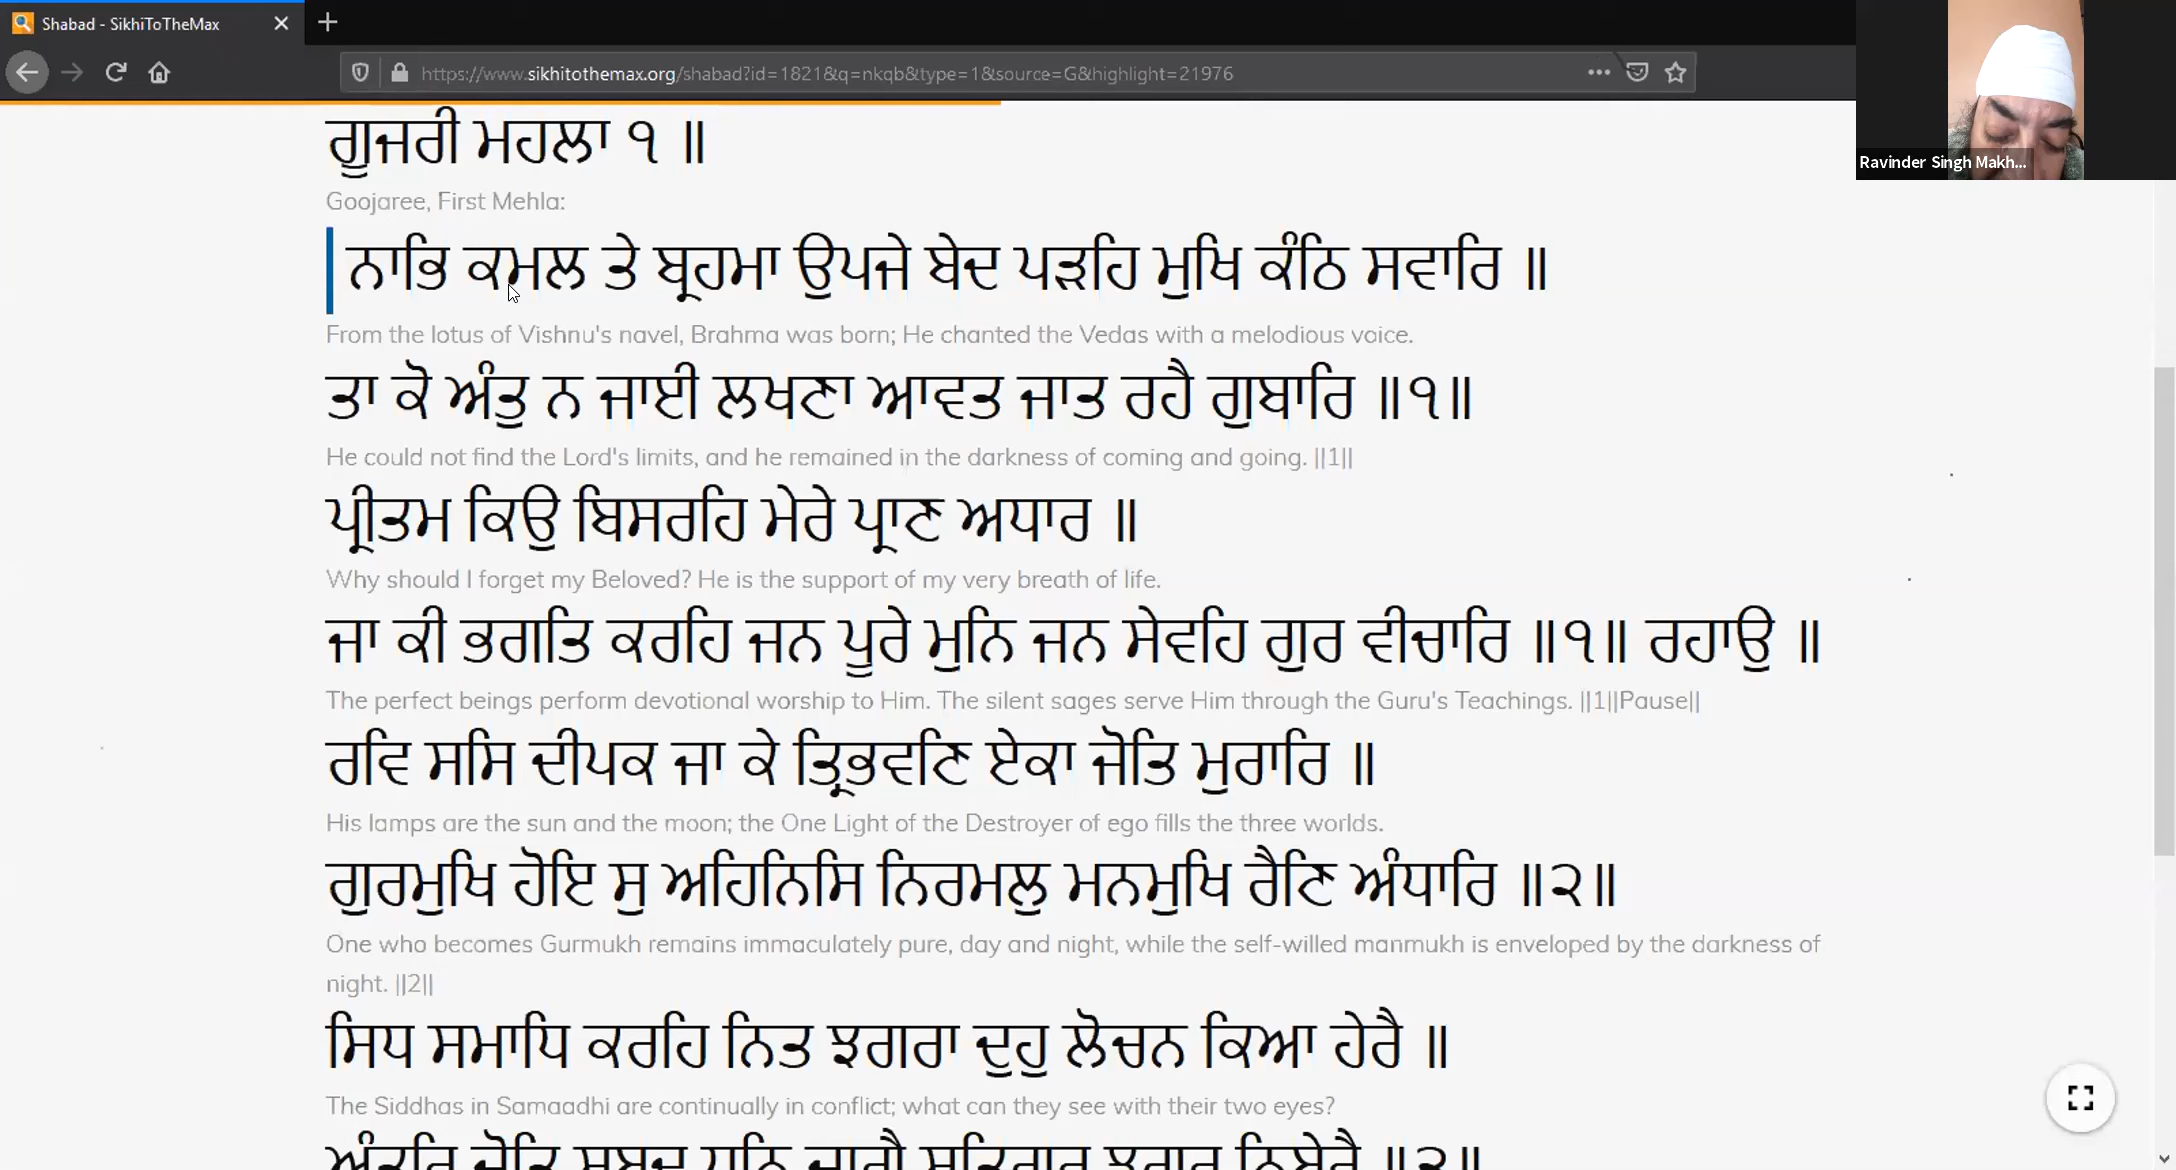 Shabad - SikhiToTheMax
https://www.sikhitothemax.org/shabad?id=1821&q=nkqb&type=1&source=G&highlight=21976
Ravinder Singh Makh...
ਗੂਜਰੀ ਮਹਲਾ ੧ ॥
Goojaree, First Mehla:
ਨਾਭਿ ਕਮਲ ਤੇ ਬ੍ਰਹਮਾ ਉਪਜੇ ਬੇਦ ਪੜਹਿ ਮੁਖਿ ਕੰਠਿ ਸਵਾਰਿ ॥
From the lotus of Vishnu's navel, Brahma was born; He chanted the Vedas with a melodious voice.
ਤਾ ਕੋ ਅੰਤੁ ਨ ਜਾਈ ਲਖਣਾ ਆਵਤ ਜਾਤ ਰਹੈ ਗੁਬਾਰਿ ॥੧॥
He could not find the Lord's limits, and he remained in the darkness of coming and going. ||1||
ਪ੍ਰੀਤਮ ਕਿਉ ਬਿਸਰਹਿ ਮੇਰੇ ਪ੍ਰਾਣ ਅਧਾਰ ॥
Why should I forget my Beloved? He is the support of my very breath of life.
ਜਾ ਕੀ ਭਗਤਿ ਕਰਹਿ ਜਨ ਪੂਰੇ ਮੁਨਿ ਜਨ ਸੇਵਹਿ ਗੁਰ ਵੀਚਾਰਿ ॥੧॥ ਰਹਾਉ ॥
The perfect beings perform devotional worship to Him. The silent sages serve Him through the Guru's Teachings. ||1||Pause||
ਰਵਿ ਸਸਿ ਦੀਪਕ ਜਾ ਕੇ ਤ੍ਰਿਭਵਣਿ ਏਕਾ ਜੋਤਿ ਮੁਰਾਰਿ ॥
His lamps are the sun and the moon; the One Light of the Destroyer of ego fills the three worlds.
ਗੁਰਮੁਖਿ ਹੋਇ ਸੁ ਅਹਿਨਿਸਿ ਨਿਰਮਲੁ ਮਨਮੁਖਿ ਰੈਣਿ ਅੰਧਾਰਿ ॥੨॥
One who becomes Gurmukh remains immaculately pure, day and night, while the self-willed manmukh is enveloped by the darkness of
night. ||2||
ਸਿਧ ਸਮਾਧਿ ਕਰਹਿ ਨਿਤ ਝਗਰਾ ਦੁਹੁ ਲੋਚਨ ਕਿਆ ਹੇਰੈ ॥
The Siddhas in Samaadhi are continually in conflict; what can they see with their two eyes?
ਅੰਤਰਿ ਜੋਤਿ ਸਬਦੁ ਧੁਨਿ ਜਾਗੈ ਸਤਿਗੁਰੁ ਝਗਰੁ ਨਿਬੇਰੈ ॥੩॥